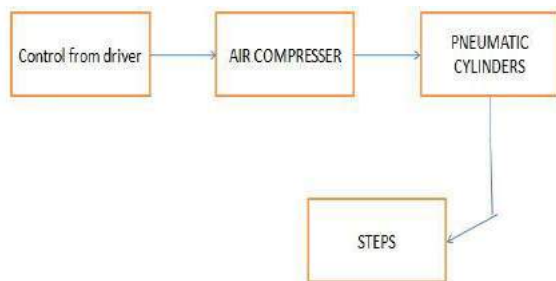 Control from driver
AIR COMPRESSER
PNEUMATIC
CYLINDERS
STEPS